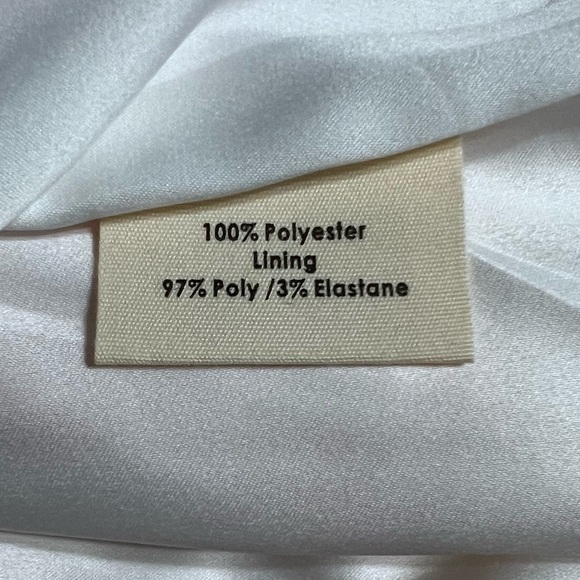 100% Polyester
Lining
97% Poly /3% Elastane